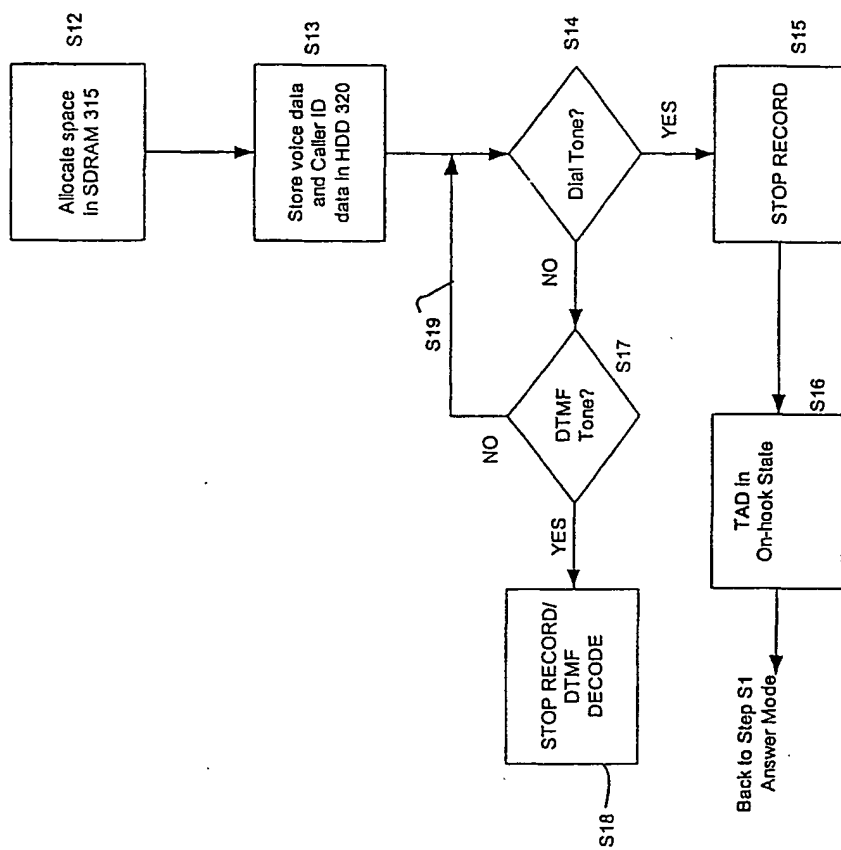 S12
Allocate space
in SDRAM 315
S13
Store voice data
and Caller ID
data in HDD 320
S14
Dial Tone?
YES
NO
S19
S15
STOP RECORD
S17
DTMF
Tone?
NO
YES
S16
TAD in
On-hook State
STOP RECORD/
DTMF
DECODE
S18
Back to Step S1
Answer Mode